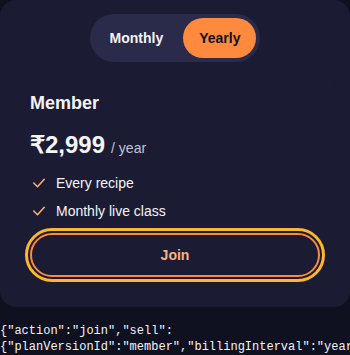 Monthly Yearly
Member
₹2,999 / year
Every recipe
Monthly live class
Join
{"action":"join","sell":
{"planVersionId":"member","billingInterval":"year